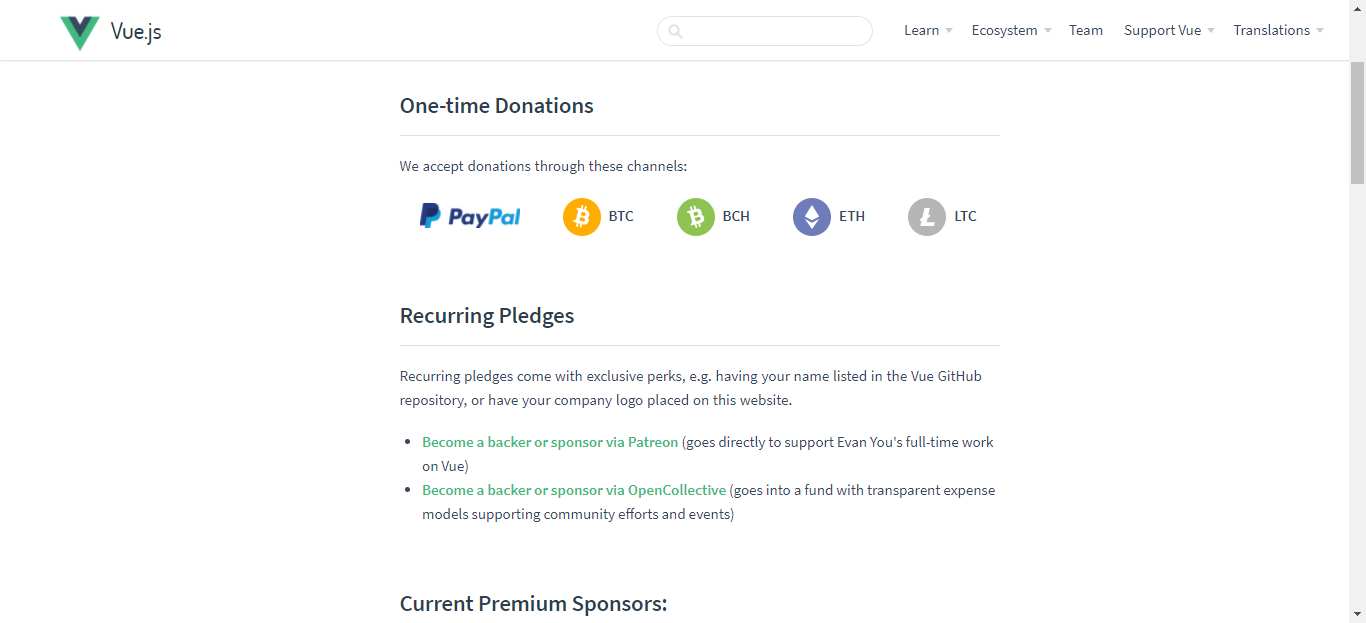 Vue.js
Learn
Ecosystem
Team
Support Vue
Translations
One-time Donations
We accept donations through these channels:
PayPal
BTC
BCH
ETH
LTC
Recurring Pledges
Recurring pledges come with exclusive perks, e.g. having your name listed in the Vue GitHub
repository, or have your company logo placed on this website.
Become a backer or sponsor via Patreon (goes directly to support Evan You's full-time work
on Vue)
Become a backer or sponsor via OpenCollective (goes into a fund with transparent expense
models supporting community efforts and events)
Current Premium Sponsors: